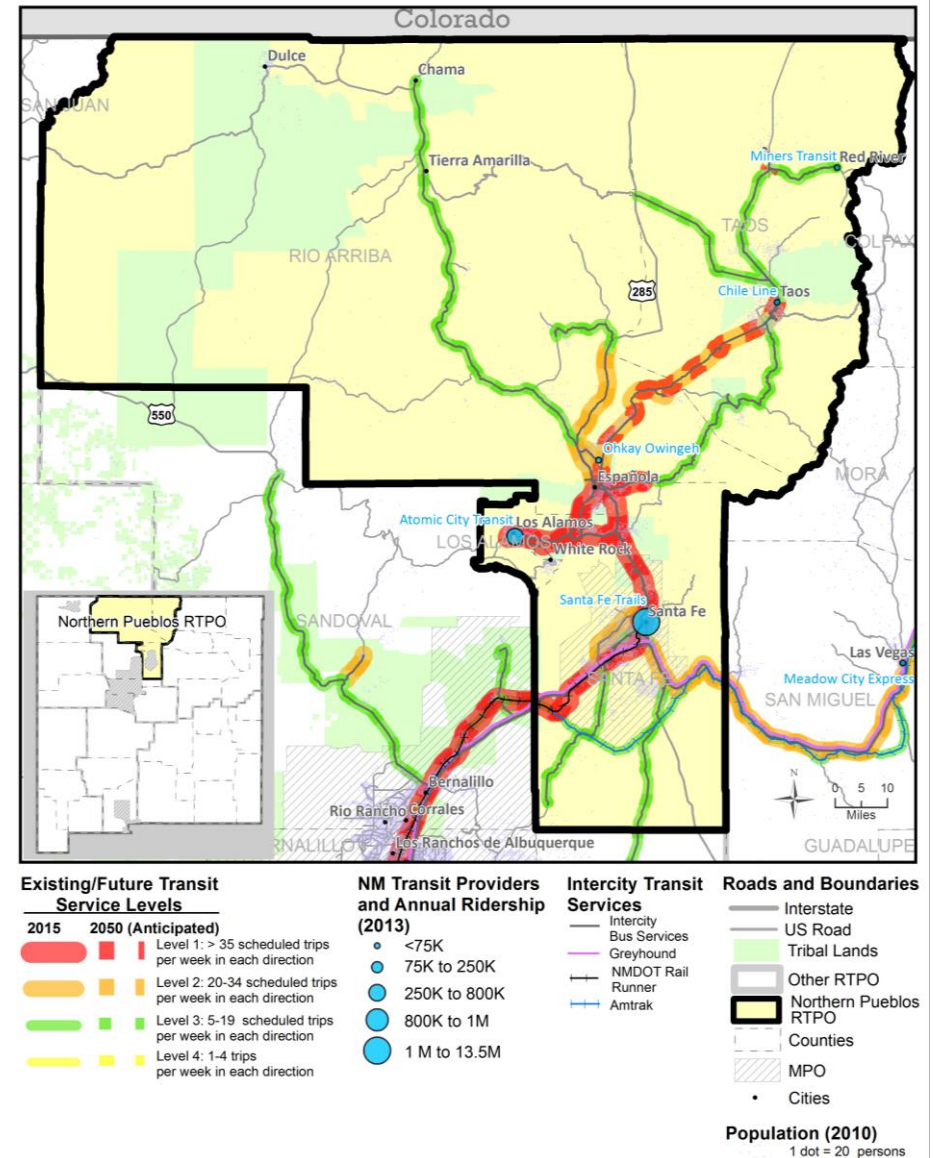 Colorado
Dulce
Chama
SAN JUAN
Tierra Amarilla
Miners Transit
Red River
TAOS
COLFAX
RIO ARRIBA
285
Chile Line
Taos
550
Ohkay Owingeh
Española
MORA
Atomic City Transit
Los Alamos
LOS ALAMOS
White Rock
Santa Fe Trails
Santa Fe
Northern Pueblos RTPO
SANDOVAL
Las Vegas
SANTA FE
Meadow City Express
SAN MIGUEL
Bernalillo
N
0 5 10
Miles
Rio Rancho
Corrales
RNALILLO
Los Ranchos de Albuquerque
GUADALUPE
Existing/Future Transit
Service Levels
2015 2050 (Anticipated)
Level 1: > 35 scheduled trips
per week in each direction
Level 2: 20-34 scheduled trips
per week in each direction
Level 3: 5-19 scheduled trips
per week in each direction
Level 4: 1-4 trips
per week in each direction
NM Transit Providers
and Annual Ridership
(2013)
<75K
75K to 250K
250K to 800K
800K to 1M
1 M to 13.5M
Intercity Transit
Services
Intercity
Bus Services
Greyhound
NMDOT Rail
Runner
Amtrak
Roads and Boundaries
Interstate
US Road
Tribal Lands
Other RTPO
Northern Pueblos
RTPO
Counties
MPO
Cities
Population (2010)
1 dot = 20 persons